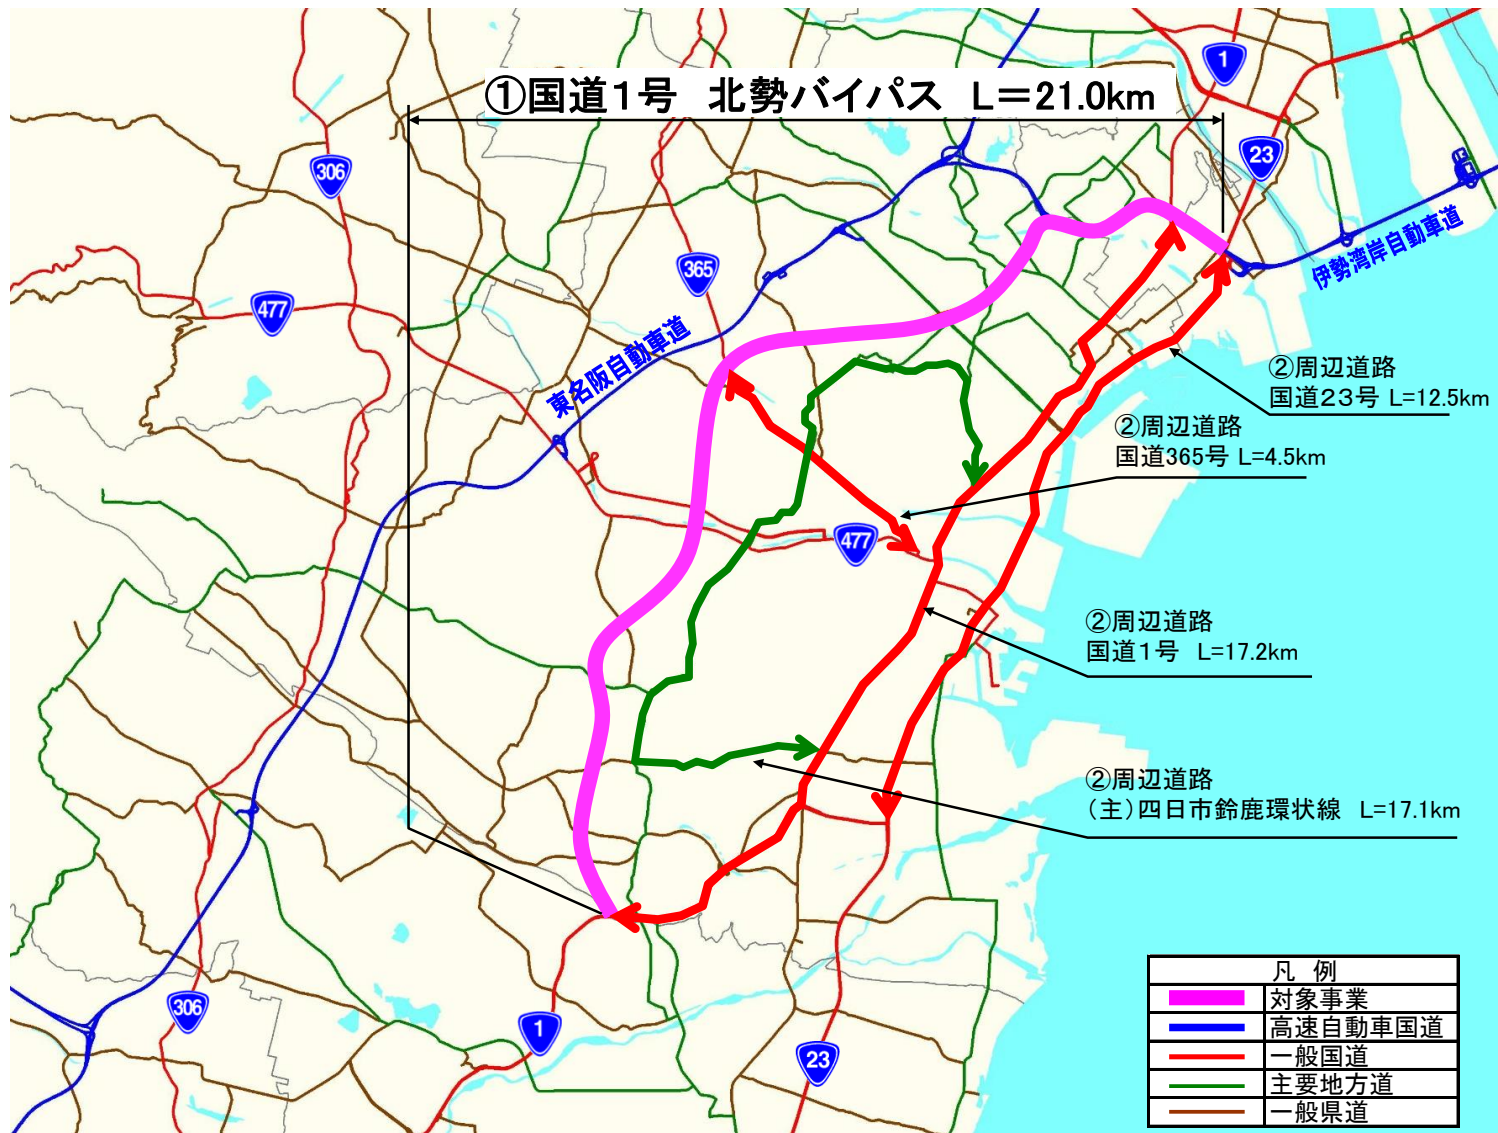 ①国道1号 北勢バイパス L=21.0km
1
23
306
365
477
伊勢湾岸自動車道
東名阪自動車道
②周辺道路
国道23号 L=12.5km
②周辺道路
国道365号 L=4.5km
477
②周辺道路
国道1号 L=17.2km
②周辺道路
(主)四日市鈴鹿環状線 L=17.1km
306
1
23
凡 例
対象事業
高速自動車国道
一般国道
主要地方道
一般県道